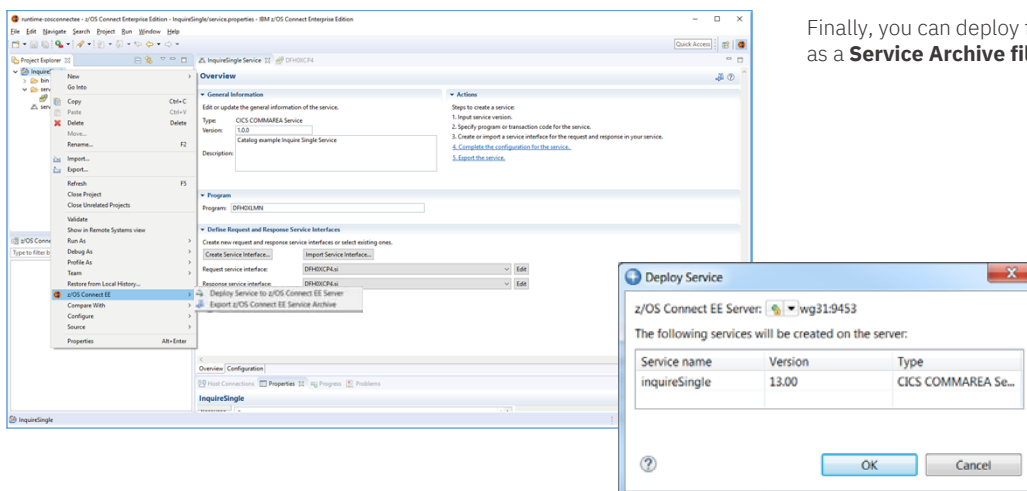 runtime-zosconnectee - z/OS Connect Enterprise Edition - InquireSingle/service.properties - IBM z/OS Connect Enterprise Edition
File Edit Navigate Search Project Run Window Help
Quick Access
Project Explorer
InquireSingle Service DFH0XCP4
Overview
General Information
Edit or update the general information of the service.
Type: CICS COMMAREA Service
Version: 1.0.0
Catalog example Inquire Single Service
Description:
Actions
Steps to create a service:
1. Input service version.
2. Specify program or transaction code for the service.
3. Create or import a service interface for the request and response in your service.
4. Complete the configuration for the service.
5. Export the service.
Program
Program: DFH0XLMN
Define Request and Response Service Interfaces
Create new request and response service interfaces or select existing ones.
Create Service Interface... Import Service Interface...
Request service interface: DFH0XCP4.si Edit
Response service interface: DFH0XCP4.si Edit
Overview Configuration
Host Connections Properties Progress Problems
InquireSingle
Inquire
bin
serv
serv
z/OS Conne
Type to filter b
New
Go Into
Copy Ctrl+C
Paste Ctrl+V
Delete Delete
Move...
Rename... F2
Import...
Export...
Refresh F5
Close Project
Close Unrelated Projects
Validate
Show in Remote Systems view
Run As
Debug As
Profile As
Team
Restore from Local History...
z/OS Connect EE
Compare With
Configure
Source
Properties Alt+Enter
Deploy Service to z/OS Connect EE Server
Export z/OS Connect EE Service Archive
InquireSingle
Finally, you can deploy
as a Service Archive fil
Deploy Service
z/OS Connect EE Server: wg31:9453
The following services will be created on the server:
Service name Version Type
inquireSingle 13.00 CICS COMMAREA Se...
OK Cancel